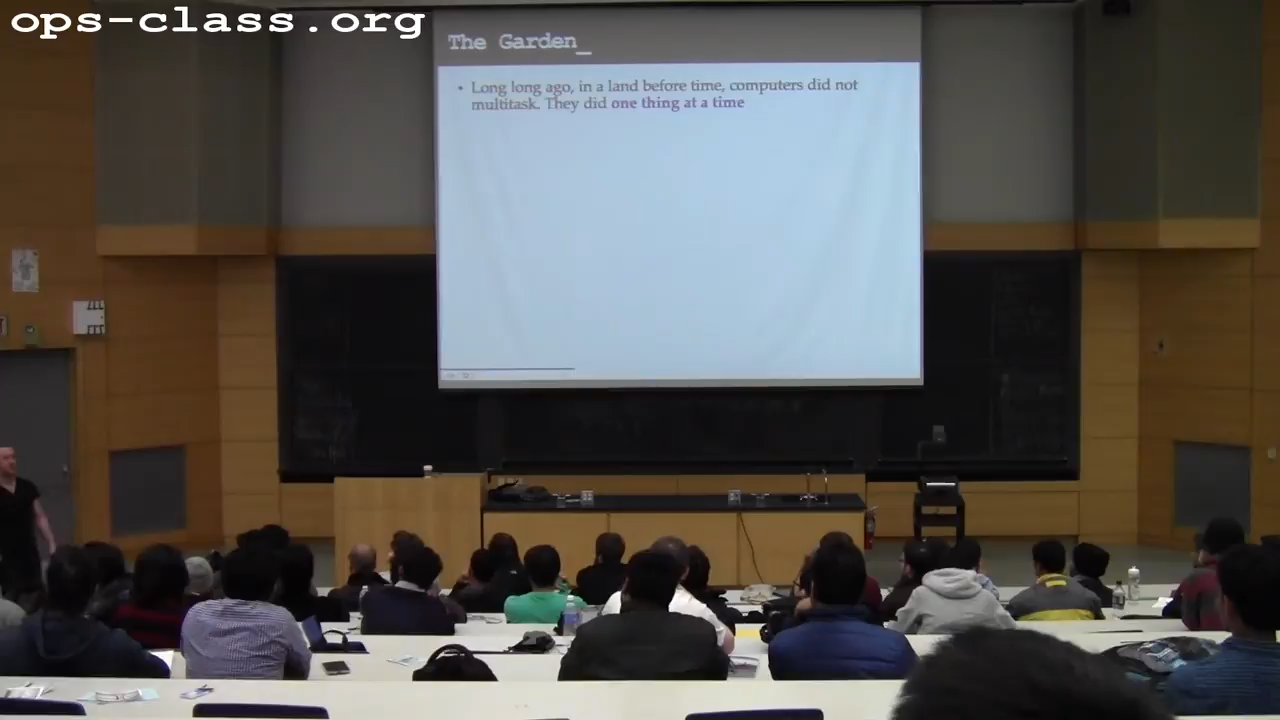 ops-class.org
The Garden_
• Long long ago, in a land before time, computers did not
multitask. They did one thing at a time